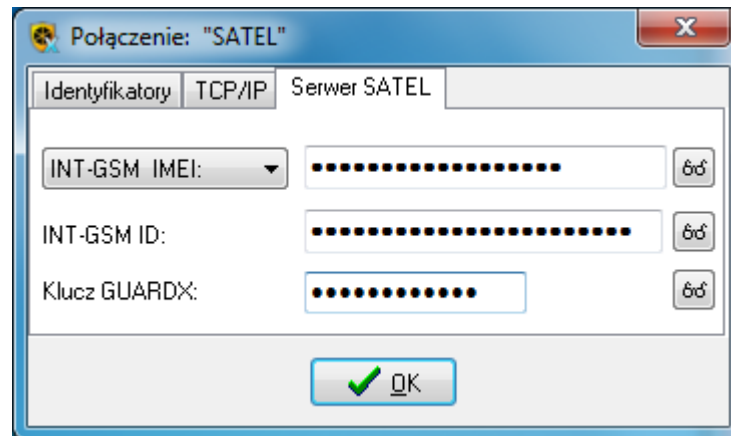 Połączenie: "SATEL"
Identyfikatory TCP/IP Serwer SATEL
INT-GSM IMEI: ••••••••••••••••••
INT-GSM ID: •••••••••••••••••••••••
Klucz GUARDX: ••••••••••••
OK